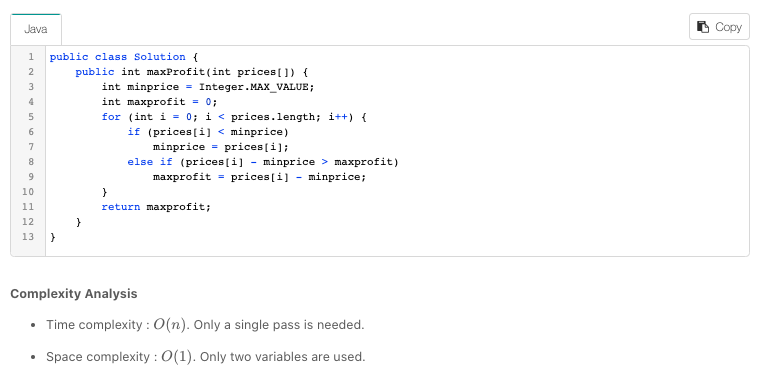 Java
Copy
1 public class Solution {
2     public int maxProfit(int prices[]) {
3         int minprice = Integer.MAX_VALUE;
4         int maxprofit = 0;
5         for (int i = 0; i < prices.length; i++) {
6             if (prices[i] < minprice)
7                 minprice = prices[i];
8             else if (prices[i] - minprice > maxprofit)
9                 maxprofit = prices[i] - minprice;
10         }
11         return maxprofit;
12     }
13 }
Complexity Analysis
• Time complexity : O(n). Only a single pass is needed.
• Space complexity : O(1). Only two variables are used.